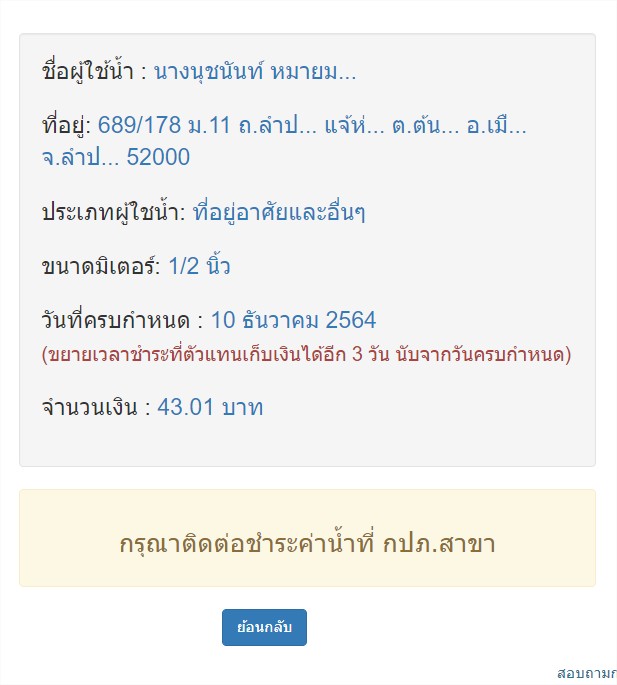 ชื่อผู้ใช้น้ำ : นางนุชนันท์ หมายม...
ที่อยู่: 689/178 ม.11 ถ.ลำป... แจ้ห่... ต.ต้น... อ.เมื...
จ.ลำป... 52000
ประเภทผู้ใชน้ำ: ที่อยู่อาศัยและอื่นๆ
ขนาดมิเตอร์: 1/2 นิ้ว
วันที่ครบกำหนด : 10 ธันวาคม 2564
(ขยายเวลาชำระที่ตัวแทนเก็บเงินได้อีก 3 วัน นับจากวันครบกำหนด)
จำนวนเงิน : 43.01 บาท
กรุณาติดต่อชำระค่าน้ำที่ กปภ.สาขา
ย้อนกลับ
สอบถามก